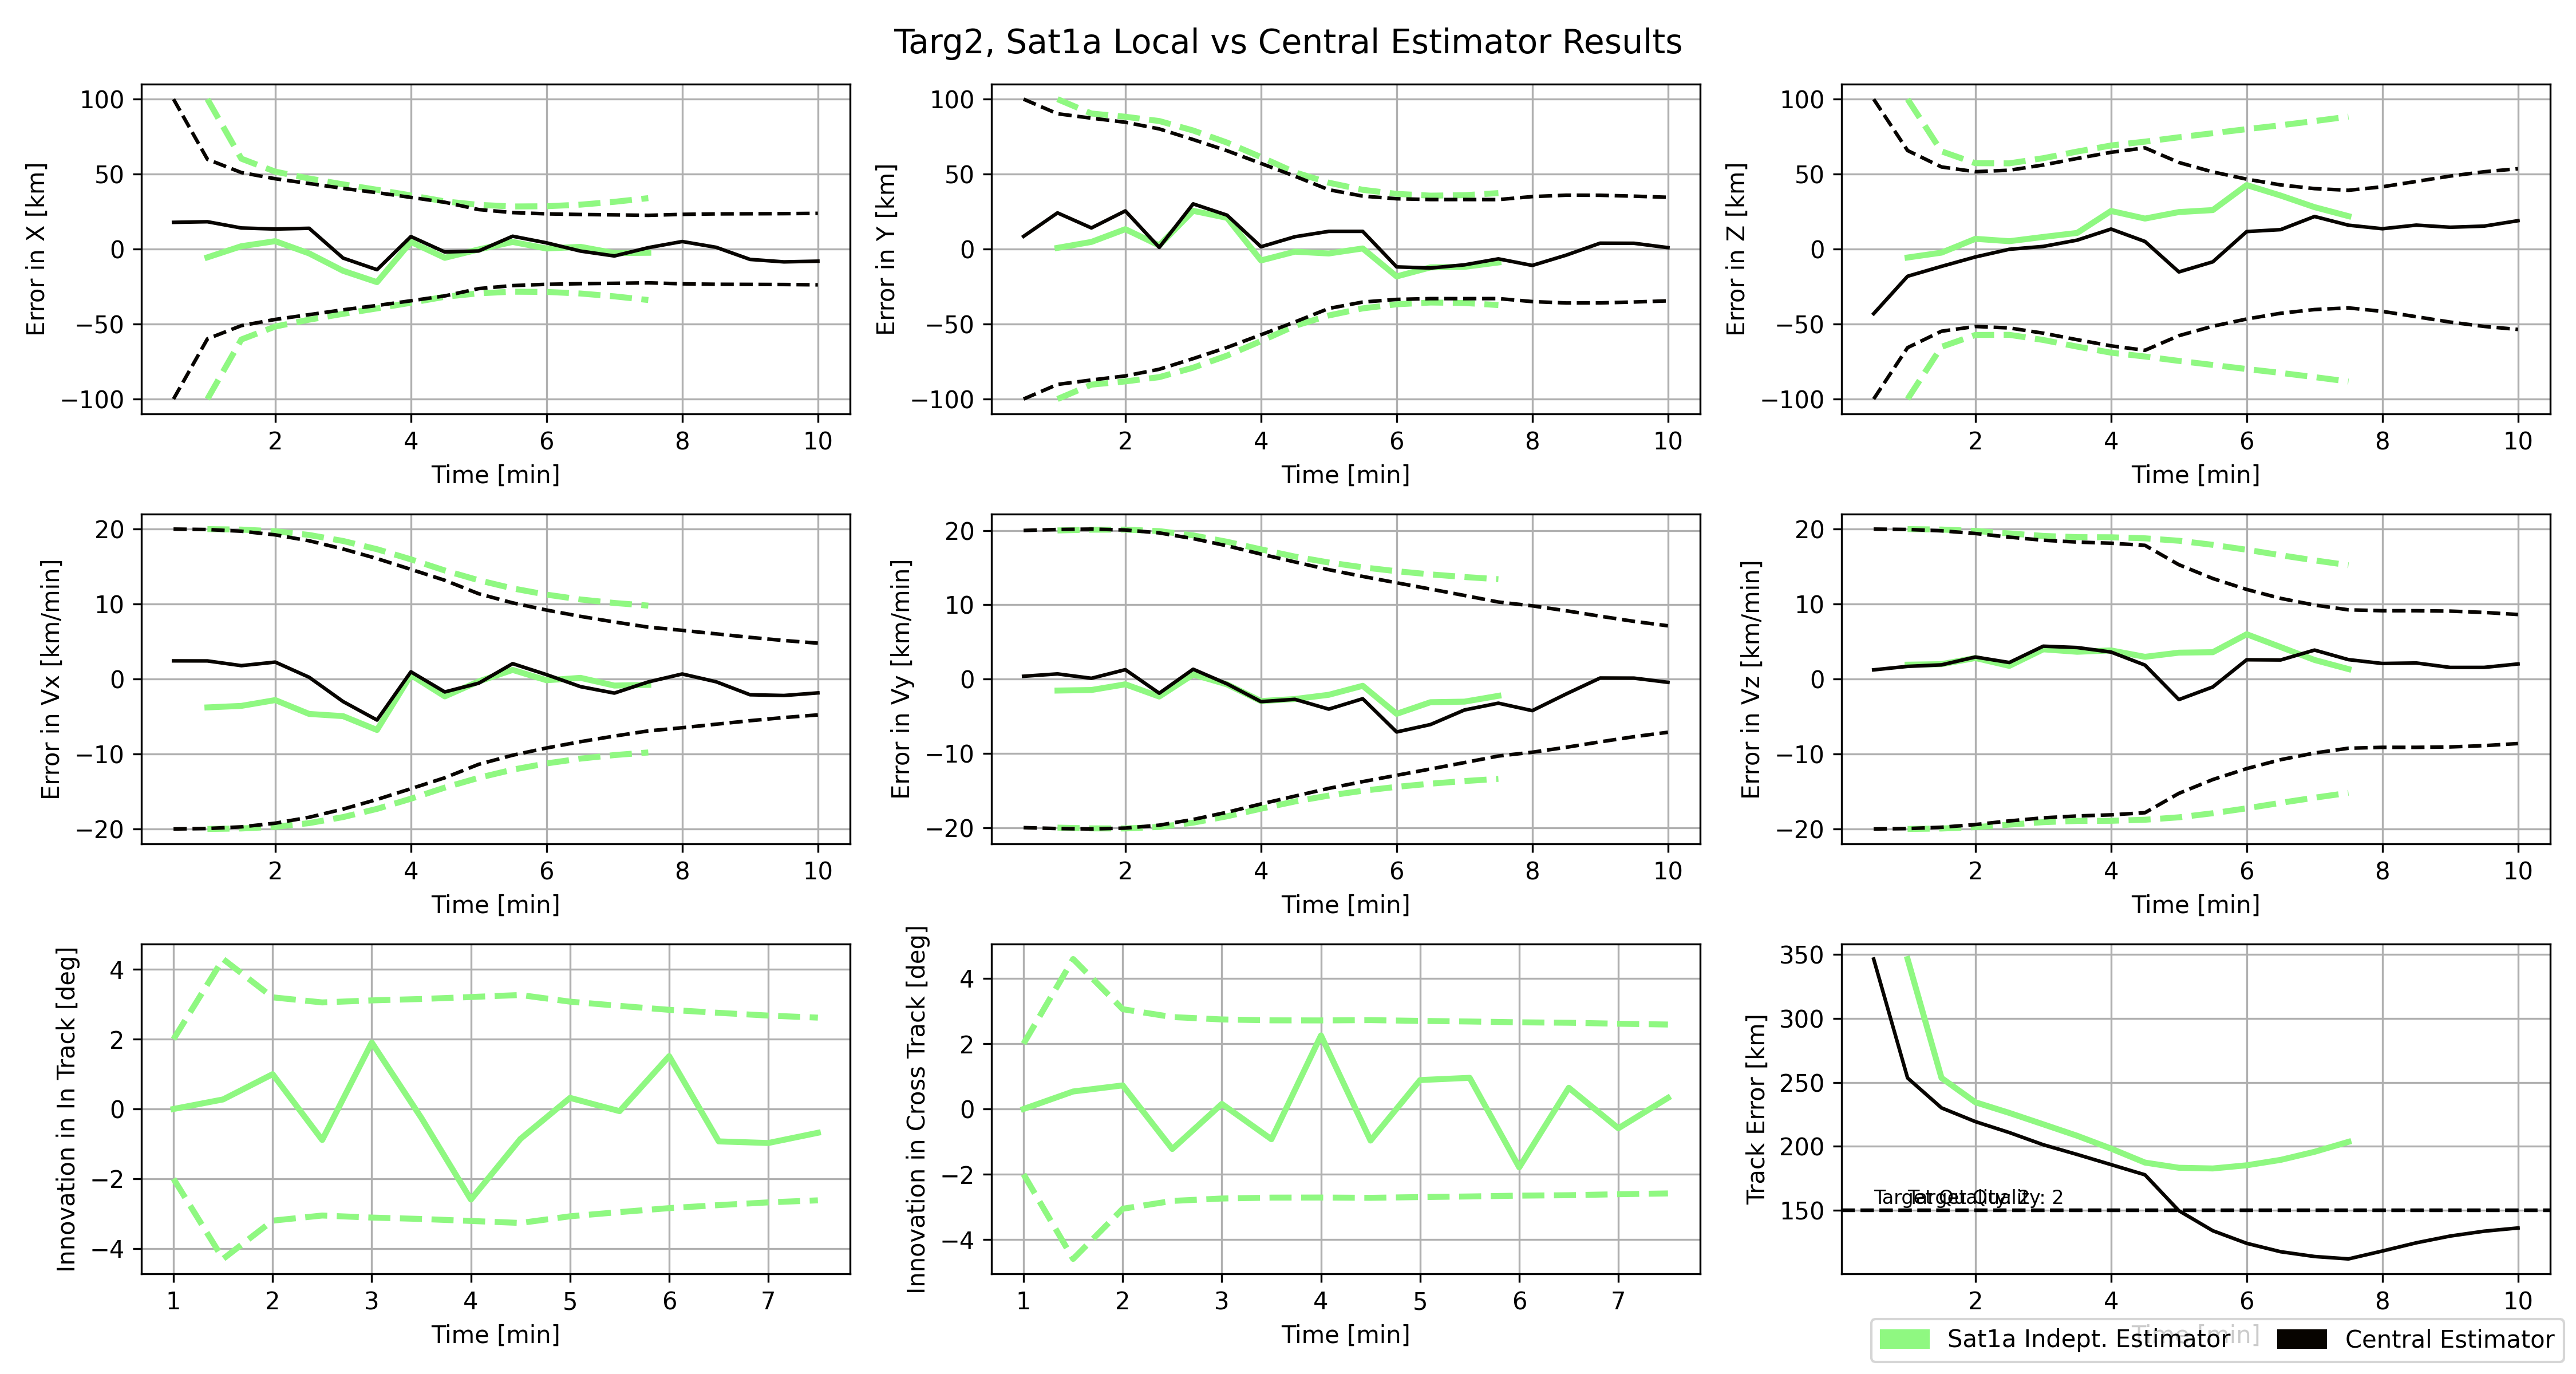 Targ2, Sat1a Local vs Central Estimator Results
Error in X [km]
100
50
0
−50
−100
2 4 6 8 10
Time [min]
Error in Y [km]
100
50
0
−50
−100
2 4 6 8 10
Time [min]
Error in Z [km]
100
50
0
−50
−100
2 4 6 8 10
Time [min]
Error in Vx [km/min]
20
10
0
−10
−20
2 4 6 8 10
Time [min]
Error in Vy [km/min]
20
10
0
−10
−20
2 4 6 8 10
Time [min]
Error in Vz [km/min]
20
10
0
−10
−20
2 4 6 8 10
Time [min]
Innovation in In Track [deg]
4
2
0
−2
−4
1 2 3 4 5 6 7
Time [min]
Innovation in Cross Track [deg]
4
2
0
−2
−4
1 2 3 4 5 6 7
Time [min]
Track Error [km]
350
300
250
200
150
Target Quality: 2
Target Quality: 2
2 4 6 8 10
Time [min]
Sat1a Indept. Estimator
Central Estimator